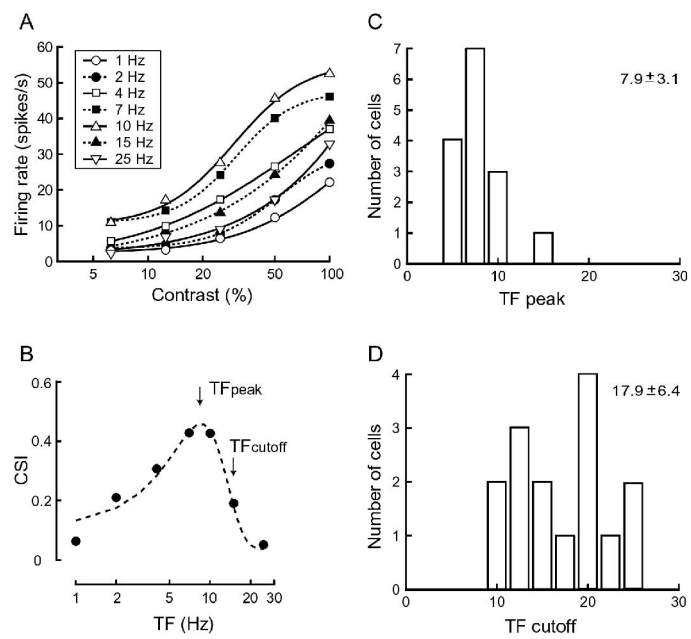 A
Firing rate (spikes/s)
60
50
40
30
20
10
0
1 Hz
2 Hz
4 Hz
7 Hz
10 Hz
15 Hz
25 Hz
5 10 20 50 100
Contrast (%)
B
CSI
0.6
0.4
0.2
0
TFpeak
TFcutoff
1 2 5 10 20 30
TF (Hz)
C
Number of cells
7
6
5
4
3
2
1
0
7.9±3.1
0 10 20 30
TF peak
D
Number of cells
4
3
2
1
0
17.9±6.4
0 10 20 30
TF cutoff